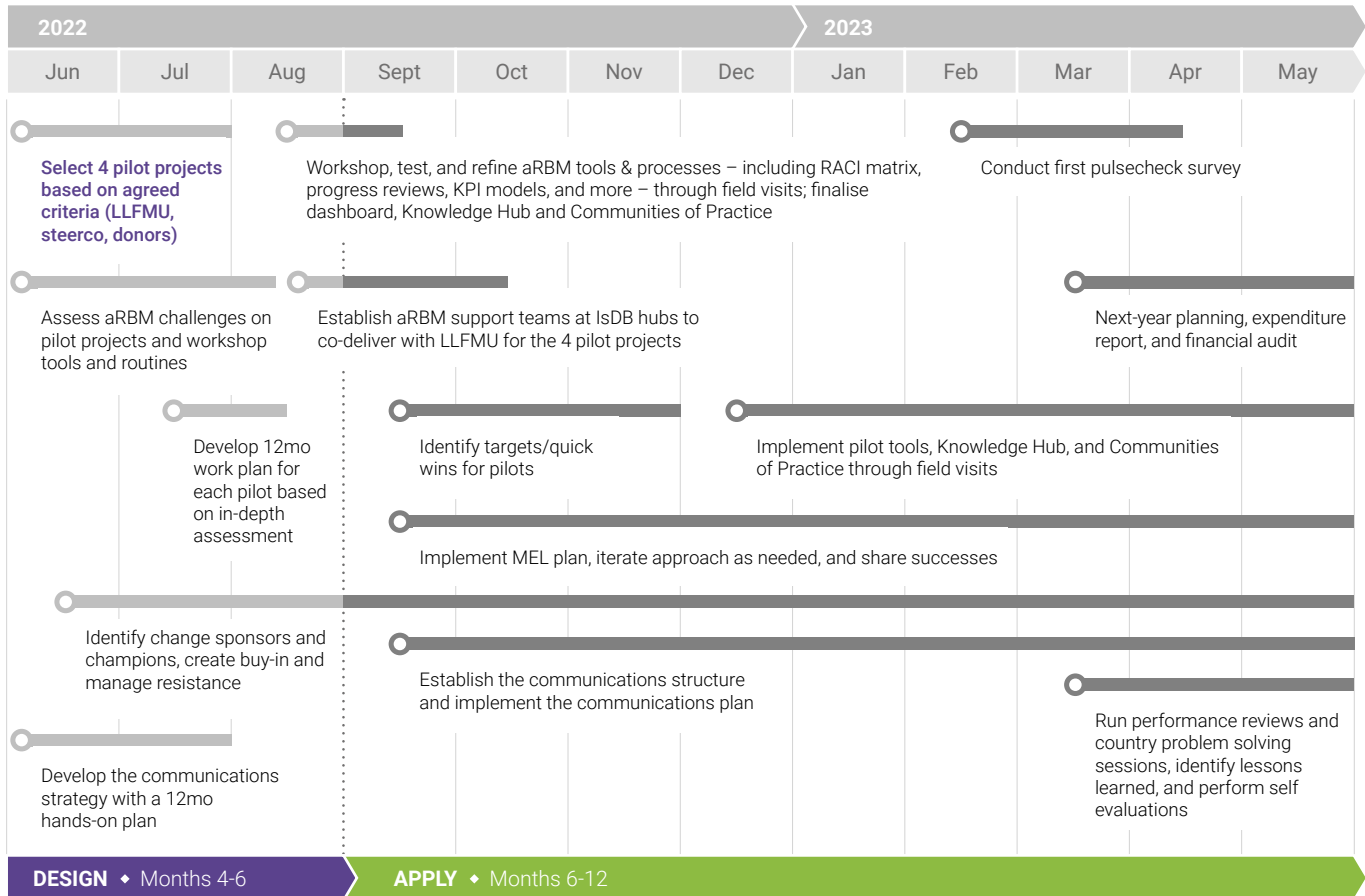 2022
2023
Jun
Jul
Aug
Sept
Oct
Nov
Dec
Jan
Feb
Mar
Apr
May
Select 4 pilot projects
based on agreed
criteria (LLFMU,
steerco, donors)
Workshop, test, and refine aRBM tools & processes – including RACI matrix,
progress reviews, KPI models, and more – through field visits; finalise
dashboard, Knowledge Hub and Communities of Practice
Conduct first pulsecheck survey
Assess aRBM challenges on
pilot projects and workshop
tools and routines
Establish aRBM support teams at IsDB hubs to
co-deliver with LLFMU for the 4 pilot projects
Next-year planning, expenditure
report, and financial audit
Develop 12mo
work plan for
each pilot based
on in-depth
assessment
Identify targets/quick
wins for pilots
Implement pilot tools, Knowledge Hub, and Communities
of Practice through field visits
Implement MEL plan, iterate approach as needed, and share successes
Identify change sponsors and
champions, create buy-in and
manage resistance
Establish the communications structure
and implement the communications plan
Run performance reviews and
country problem solving
sessions, identify lessons
learned, and perform self
evaluations
Develop the communications
strategy with a 12mo
hands-on plan
DESIGN ◆ Months 4-6
APPLY ◆ Months 6-12